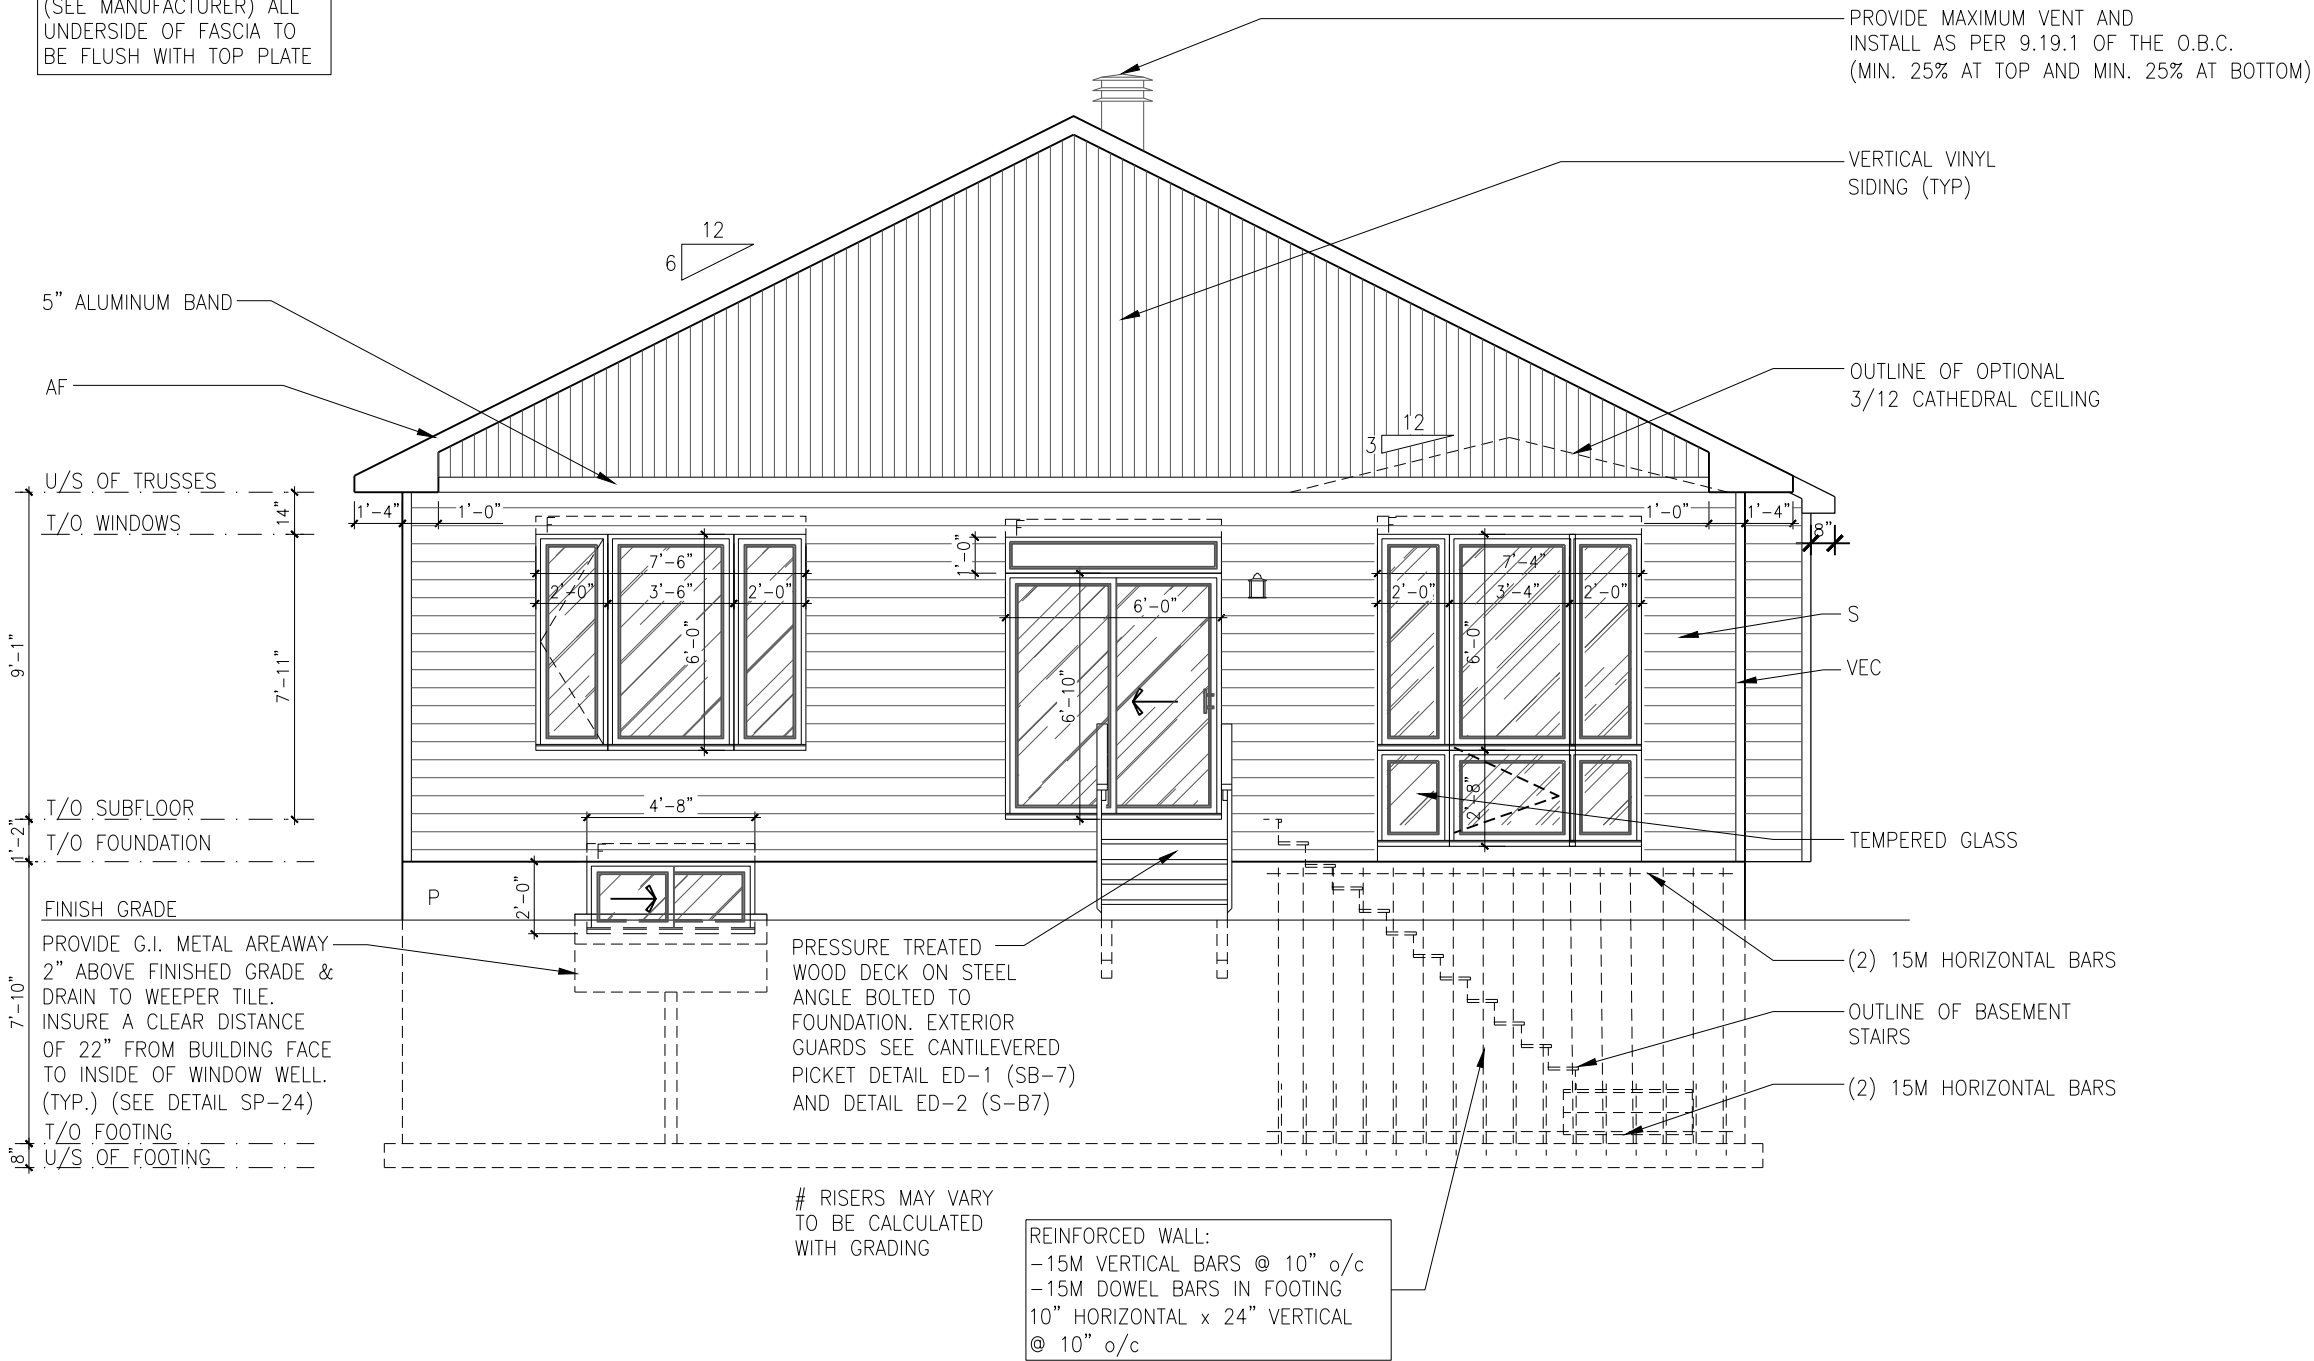 (SEE MANUFACTURER) ALL
UNDERSIDE OF FASCIA TO
BE FLUSH WITH TOP PLATE
PROVIDE MAXIMUM VENT AND
INSTALL AS PER 9.19.1 OF THE O.B.C.
(MIN. 25% AT TOP AND MIN. 25% AT BOTTOM)
VERTICAL VINYL
SIDING (TYP)
12
6
5" ALUMINUM BAND
AF
OUTLINE OF OPTIONAL
3/12 CATHEDRAL CEILING
12
3
U/S OF TRUSSES
T/O WINDOWS
14"
1'-4"
1'-0"
1'-0"
1'-4"
8"
1'-0"
7'-6"
2'-0"
3'-6"
2'-0"
6'-0"
6'-0"
6'-10"
7'-4"
2'-0"
3'-4"
2'-0"
6'-0"
2'-8"
S
VEC
9'-1"
7'-11"
T/O SUBFLOOR
1'-2"
T/O FOUNDATION
4'-8"
2'-0"
P
TEMPERED GLASS
FINISH GRADE
PROVIDE G.I. METAL AREAWAY
2" ABOVE FINISHED GRADE &
DRAIN TO WEEPER TILE.
INSURE A CLEAR DISTANCE
OF 22" FROM BUILDING FACE
TO INSIDE OF WINDOW WELL.
(TYP.) (SEE DETAIL SP-24)
7'-10"
T/O FOOTING
8"
U/S OF FOOTING
PRESSURE TREATED
WOOD DECK ON STEEL
ANGLE BOLTED TO
FOUNDATION. EXTERIOR
GUARDS SEE CANTILEVERED
PICKET DETAIL ED-1 (SB-7)
AND DETAIL ED-2 (S-B7)
(2) 15M HORIZONTAL BARS
OUTLINE OF BASEMENT
STAIRS
(2) 15M HORIZONTAL BARS
# RISERS MAY VARY
TO BE CALCULATED
WITH GRADING
REINFORCED WALL:
-15M VERTICAL BARS @ 10" o/c
-15M DOWEL BARS IN FOOTING
10" HORIZONTAL x 24" VERTICAL
@ 10" o/c